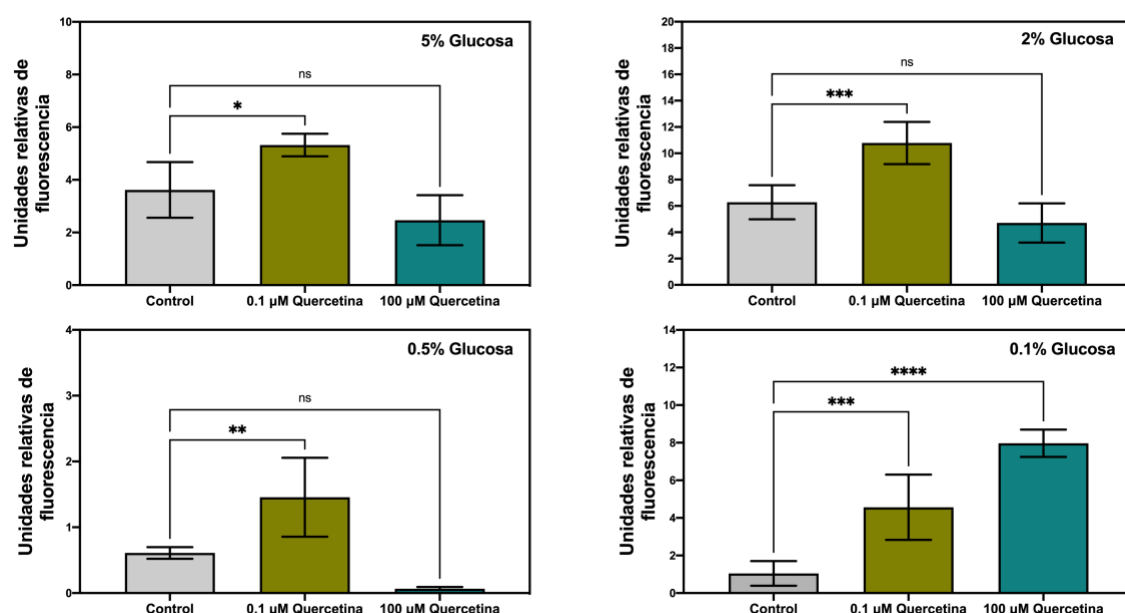 5% Glucosa
Unidades relativas de
fluorescencia
10
8
6
4
2
0
ns
*
Control
0.1 µM Quercetina
100 µM Quercetina
2% Glucosa
Unidades relativas de
fluorescencia
20
18
16
14
12
10
8
6
4
2
0
ns
***
Control
0.1 µM Quercetina
100 µM Quercetina
0.5% Glucosa
Unidades relativas de
fluorescencia
4
3
2
1
0
ns
**
Control
0.1 µM Quercetina
100 µM Quercetina
0.1% Glucosa
Unidades relativas de
fluorescencia
14
12
10
8
6
4
2
0
****
***
Control
0.1 µM Quercetina
100 µM Quercetina